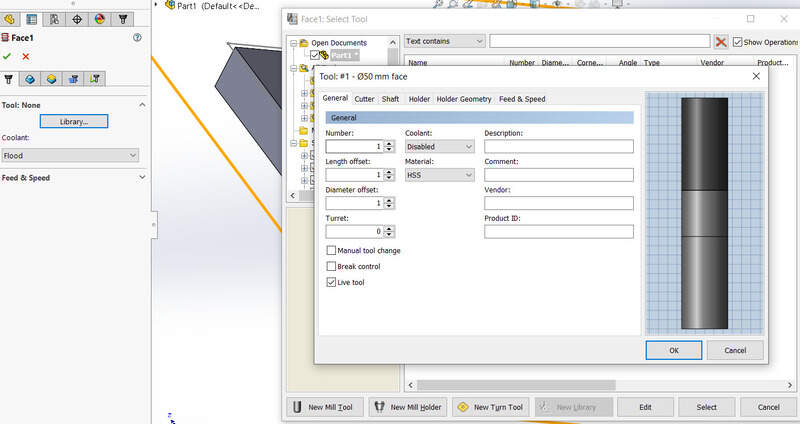 Part1 (Default<<De...
Face1
Tool: None
Library...
Coolant:
Flood
Feed & Speed
Face1: Select Tool
Open Documents
Part1 *
Text contains
Show Operations
Name Number Diame... Corne... Angle Type Vendor Product...
Tool: #1 - Ø50 mm face
General Cutter Shaft Holder Holder Geometry Feed & Speed
General
Number: Coolant: Description:
1 Disabled
Length offset: Material: Comment:
1 HSS
Diameter offset: Vendor:
1
Turret: Product ID:
0
Manual tool change
Break control
Live tool
OK Cancel
New Mill Tool New Mill Holder New Turn Tool New Library Edit Select Cancel
z